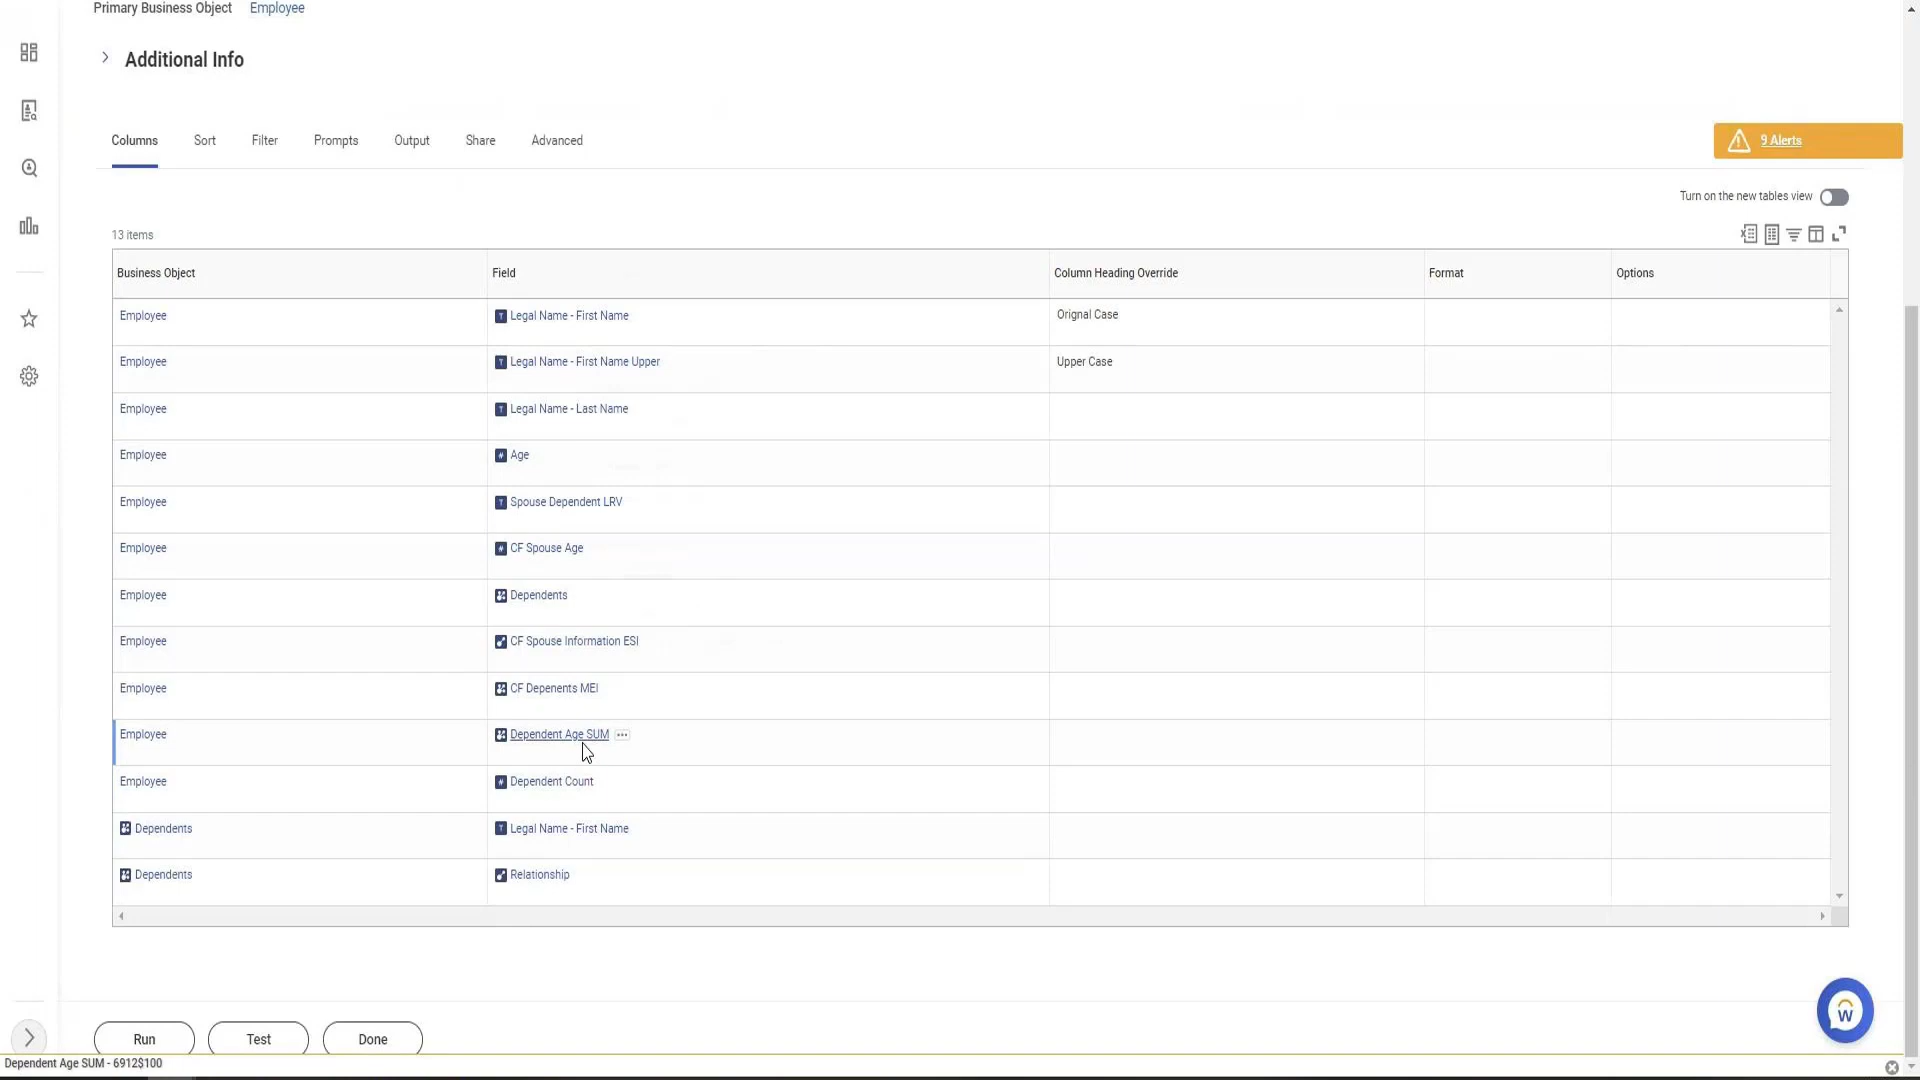 Primary Business Object Employee
Additional Info
Columns Sort Filter Prompts Output Share Advanced
9 Alerts
Turn on the new tables view
13 items
Business Object Field Column Heading Override Format Options
Employee Legal Name - First Name Orignal Case
Employee Legal Name - First Name Upper Upper Case
Employee Legal Name - Last Name
Employee Age
Employee Spouse Dependent LRV
Employee CF Spouse Age
Employee Dependents
Employee CF Spouse Information ESI
Employee CF Depenents MEI
Employee Dependent Age SUM
Employee Dependent Count
Dependents Legal Name - First Name
Dependents Relationship
Run Test Done
W
Dependent Age SUM - 6912$100